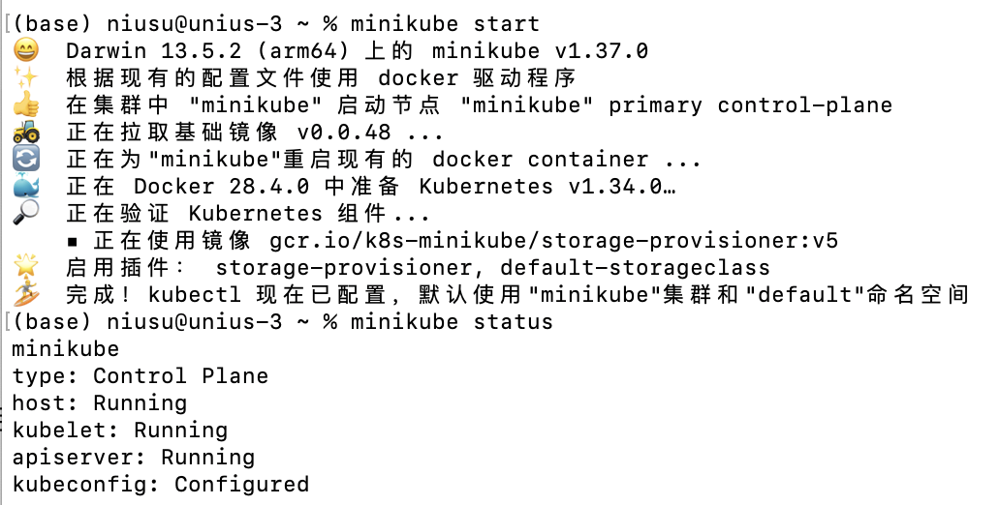 (base) niusu@unius-3 ~ % minikube start
😄 Darwin 13.5.2 (arm64) 上的 minikube v1.37.0
✨ 根据现有的配置文件使用 docker 驱动程序
👍 在集群中 "minikube" 启动节点 "minikube" primary control-plane
🚜 正在拉取基础镜像 v0.0.48 ...
🔄 正在为"minikube"重启现有的 docker container ...
🐳 正在 Docker 28.4.0 中准备 Kubernetes v1.34.0…
🔎 正在验证 Kubernetes 组件...
▪ 正在使用镜像 gcr.io/k8s-minikube/storage-provisioner:v5
🌟 启用插件： storage-provisioner, default-storageclass
🏄 完成！kubectl 现在已配置，默认使用"minikube"集群和"default"命名空间
(base) niusu@unius-3 ~ % minikube status
minikube
type: Control Plane
host: Running
kubelet: Running
apiserver: Running
kubeconfig: Configured